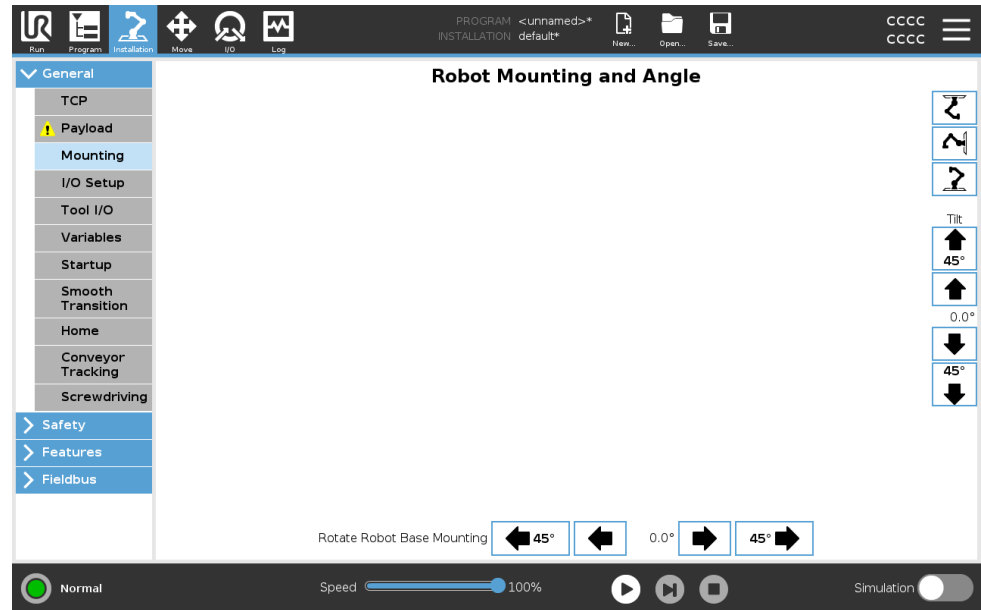 PROGRAM <unnamed>*
INSTALLATION default*
CCCC
CCCC
UR
Run
Program
Installation
Move
I/O
Log
New...
Open...
Save...
General
Robot Mounting and Angle
TCP
Payload
Mounting
I/O Setup
Tool I/O
Variables
Startup
Smooth
Transition
Home
Conveyor
Tracking
Screwdriving
Safety
Features
Fieldbus
Tilt
45°
0.0°
45°
Rotate Robot Base Mounting 45° 0.0° 45°
Normal
Speed 100%
Simulation